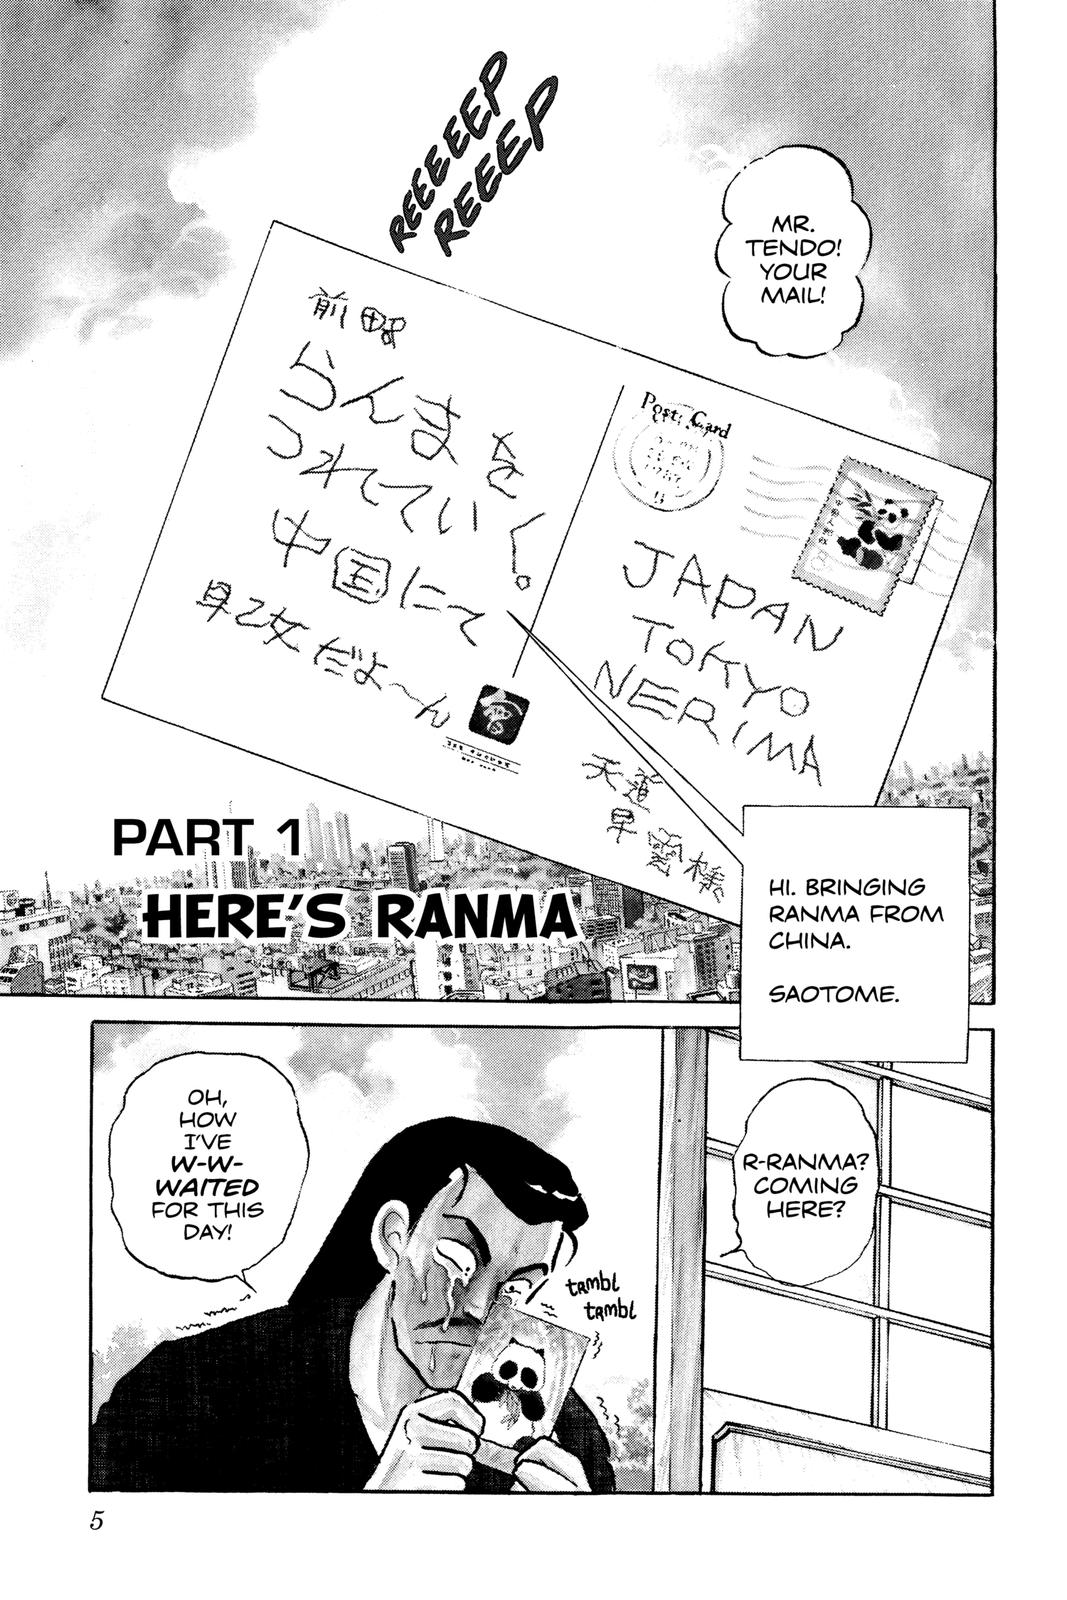 REEEEEP
REEEP
MR.
TENDO!
YOUR
MAIL!
前略
らんまを
つれていく。
中国にて
早乙女だよ〜ん
Post Card
8
JAPAN
TOKYO
NERIMA
天道
早雲様
PART 1
HERE'S RANMA
HI. BRINGING
RANMA FROM
CHINA.
SAOTOME.
R-RANMA?
COMING
HERE?
OH,
HOW
I'VE
W-W-
WAITED
FOR THIS
DAY!
tRmbl
tRmbl
5